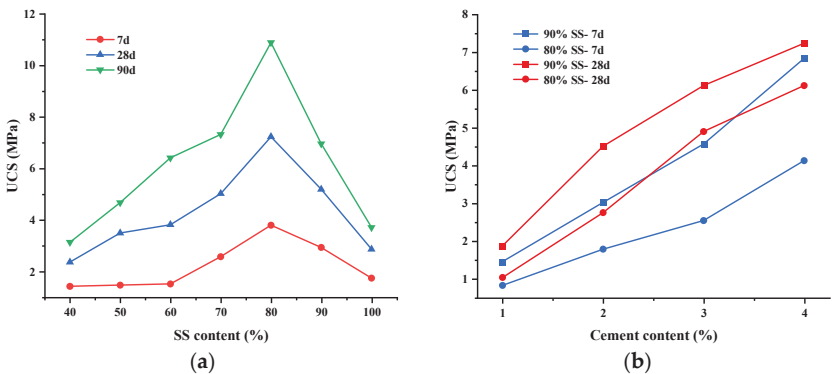 12
10
8
6
4
2
UCS (MPa)
7d
28d
90d
40 50 60 70 80 90 100
SS content (%)
(a)
8
7
6
5
4
3
2
1
UCS (MPa)
90% SS- 7d
80% SS- 7d
90% SS- 28d
80% SS- 28d
1 2 3 4
Cement content (%)
(b)